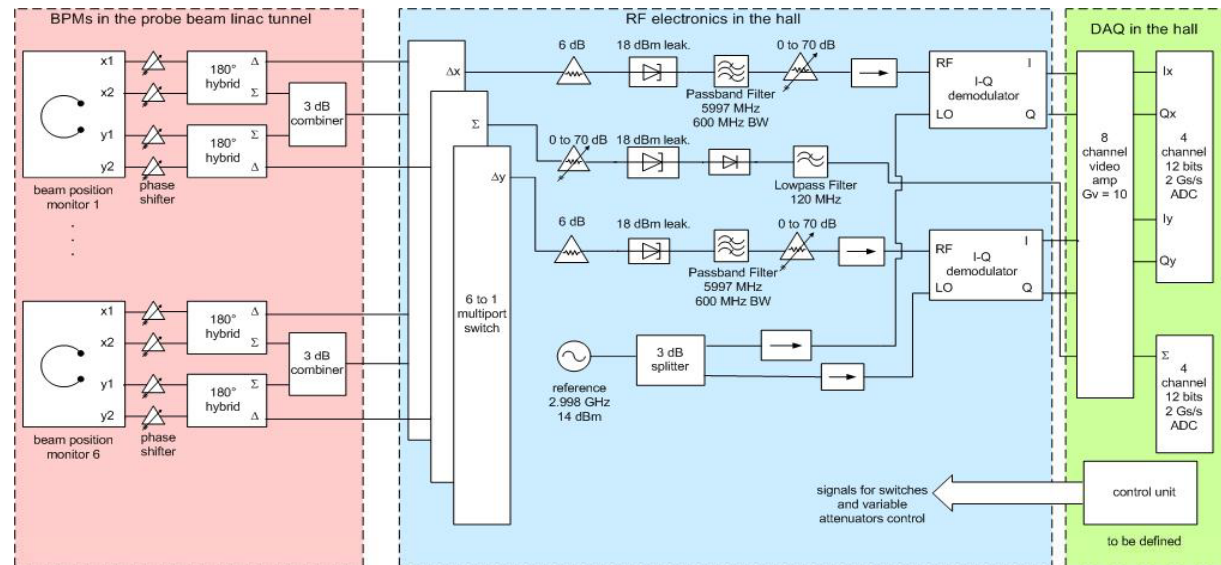 BPMs in the probe beam linac tunnel
x1
x2
y1
y2
beam position
monitor 1
phase
shifter
180°
hybrid
Δ
Σ
180°
hybrid
Σ
Δ
3 dB
combiner
.
.
.
x1
x2
y1
y2
beam position
monitor 6
phase
shifter
180°
hybrid
Δ
Σ
180°
hybrid
Σ
Δ
3 dB
combiner
RF electronics in the hall
Δx
Σ
Δy
6 to 1
multiport
switch
6 dB
18 dBm leak.
Passband Filter
5997 MHz
600 MHz BW
0 to 70 dB
RF
I
I-Q
demodulator
LO
Q
0 to 70 dB
18 dBm leak.
Lowpass Filter
120 MHz
6 dB
18 dBm leak.
Passband Filter
5997 MHz
600 MHz BW
0 to 70 dB
RF
I
I-Q
demodulator
LO
Q
reference
2.998 GHz
14 dBm
3 dB
splitter
signals for switches
and variable
attenuators control
DAQ in the hall
8
channel
video
amp
Gv = 10
Ix
Qx
Iy
Qy
4
channel
12 bits
2 Gs/s
ADC
Σ
4
channel
12 bits
2 Gs/s
ADC
control unit
to be defined